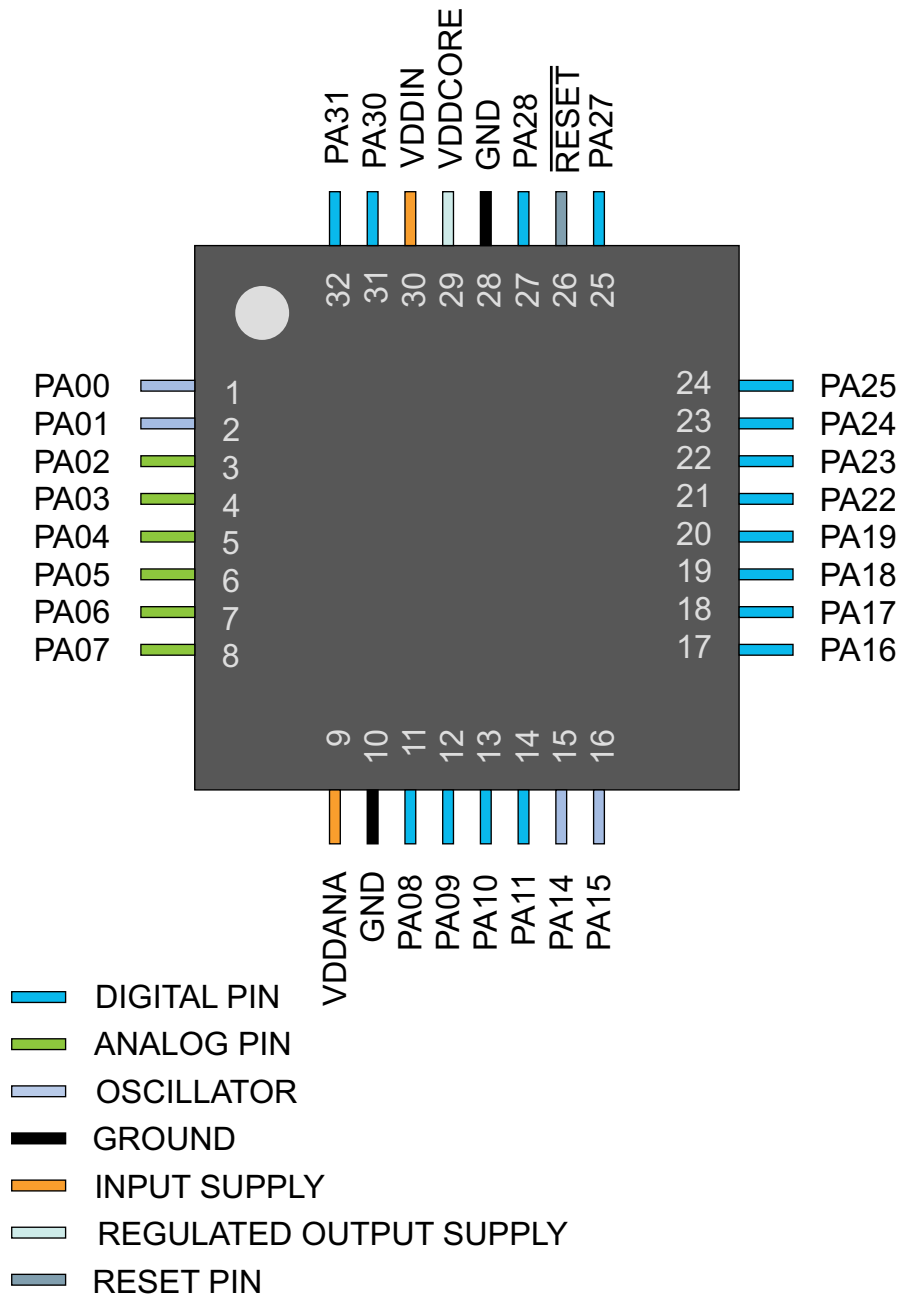 PA31
PA30
VDDIN
VDDCORE
GND
PA28
RESET
PA27
32
31
30
29
28
27
26
25
PA00 1
PA01 2
PA02 3
PA03 4
PA04 5
PA05 6
PA06 7
PA07 8
24 PA25
23 PA24
22 PA23
21 PA22
20 PA19
19 PA18
18 PA17
17 PA16
9
10
11
12
13
14
15
16
VDDANA
GND
PA08
PA09
PA10
PA11
PA14
PA15
DIGITAL PIN
ANALOG PIN
OSCILLATOR
GROUND
INPUT SUPPLY
REGULATED OUTPUT SUPPLY
RESET PIN